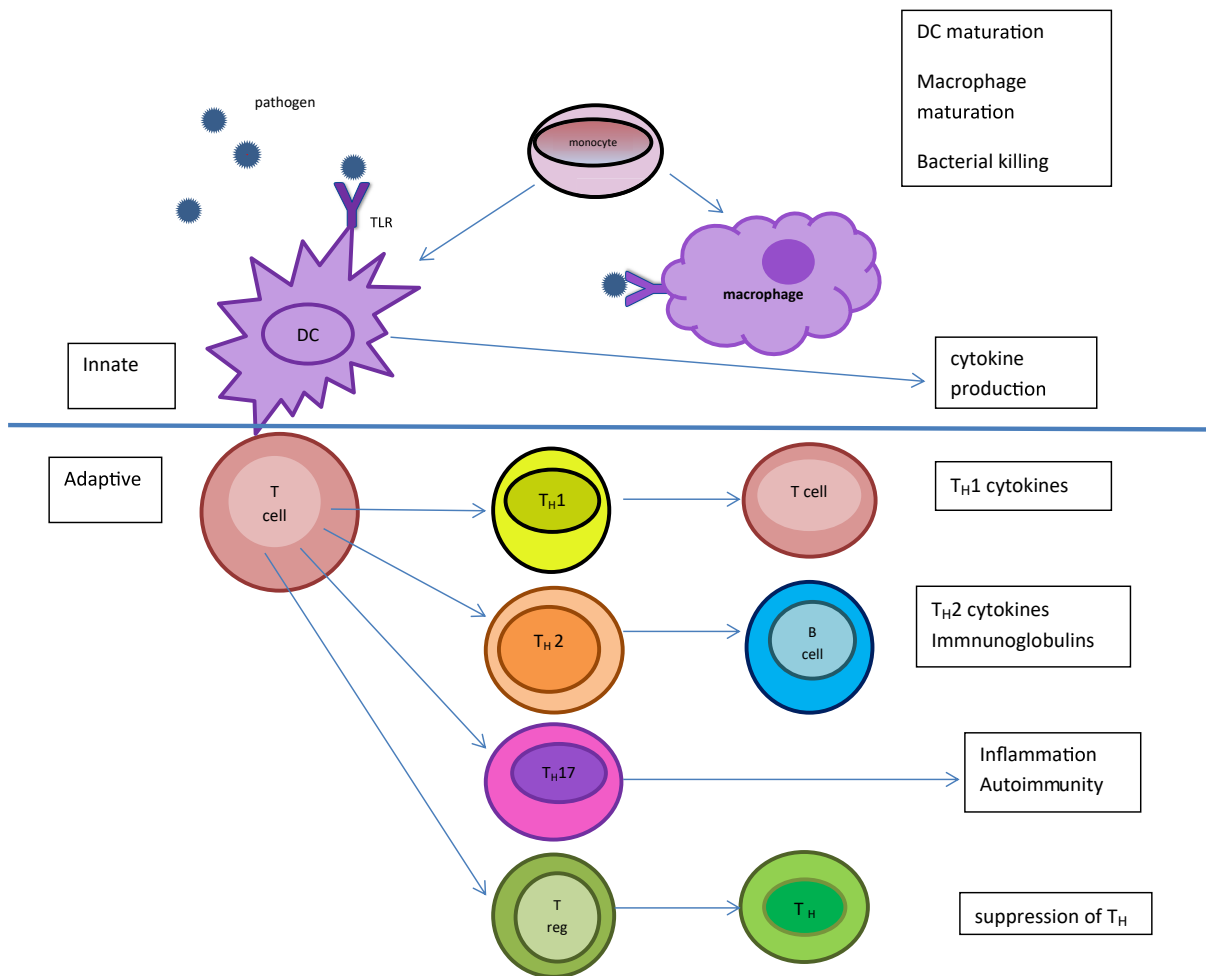 DC maturation
Macrophage
maturation
Bacterial killing
pathogen
monocyte
TLR
macrophage
DC
Innate
cytokine
production
Adaptive
T
cell
TH1
T cell
TH1 cytokines
TH 2
B
cell
TH2 cytokines
Immnunoglobulins
TH17
Inflammation
Autoimmunity
T
reg
T H
suppression of TH